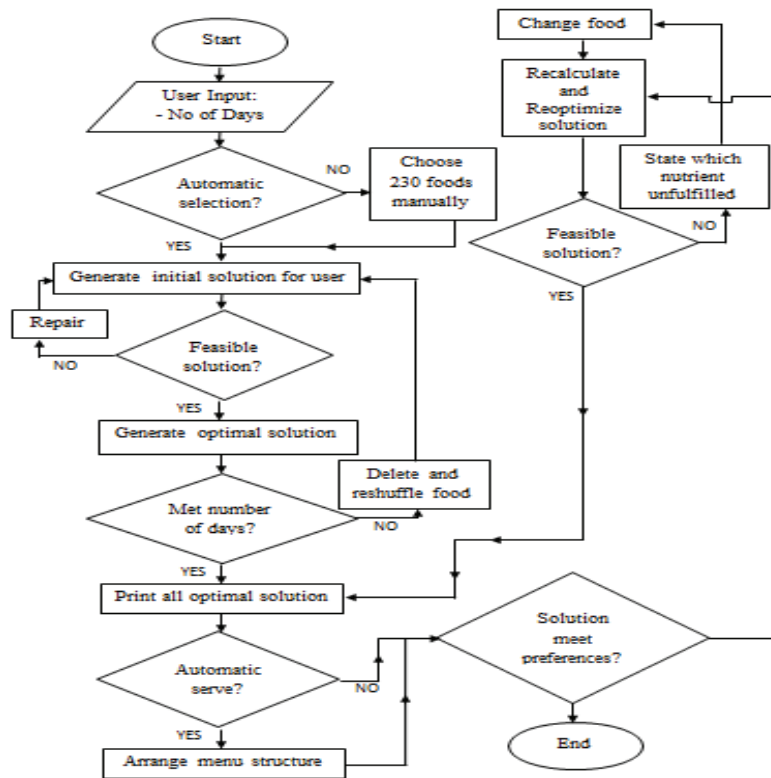 Start
User Input:
- No of Days
Automatic
selection?
NO
Choose
230 foods
manually
YES
Generate initial solution for user
Repair
NO
Feasible
solution?
YES
Generate optimal solution
Delete and
reshuffle food
Met number
of days?
NO
YES
Print all optimal solution
Automatic
serve?
NO
YES
Arrange menu structure
Change food
Recalculate
and
Reoptimize
solution
State which
nutrient
unfulfilled
NO
Feasible
solution?
YES
Solution
meet
preferences?
End